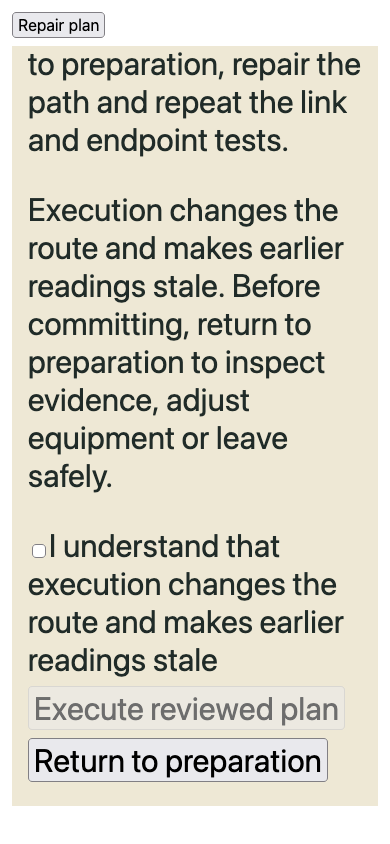 Repair plan
to preparation, repair the
path and repeat the link
and endpoint tests.
Execution changes the
route and makes earlier
readings stale. Before
committing, return to
preparation to inspect
evidence, adjust
equipment or leave
safely.
I understand that
execution changes the
route and makes earlier
readings stale
Execute reviewed plan
Return to preparation